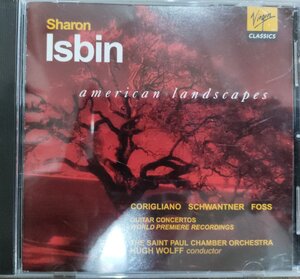 Sharon
Isbin
Virgin
CLASSICS
american landscapes
CORIGLIANO SCHWANTNER FOSS
GUITAR CONCERTOS
WORLD PREMIERE RECORDINGS
THE SAINT PAUL CHAMBER ORCHESTRA
HUGH WOLFF conductor